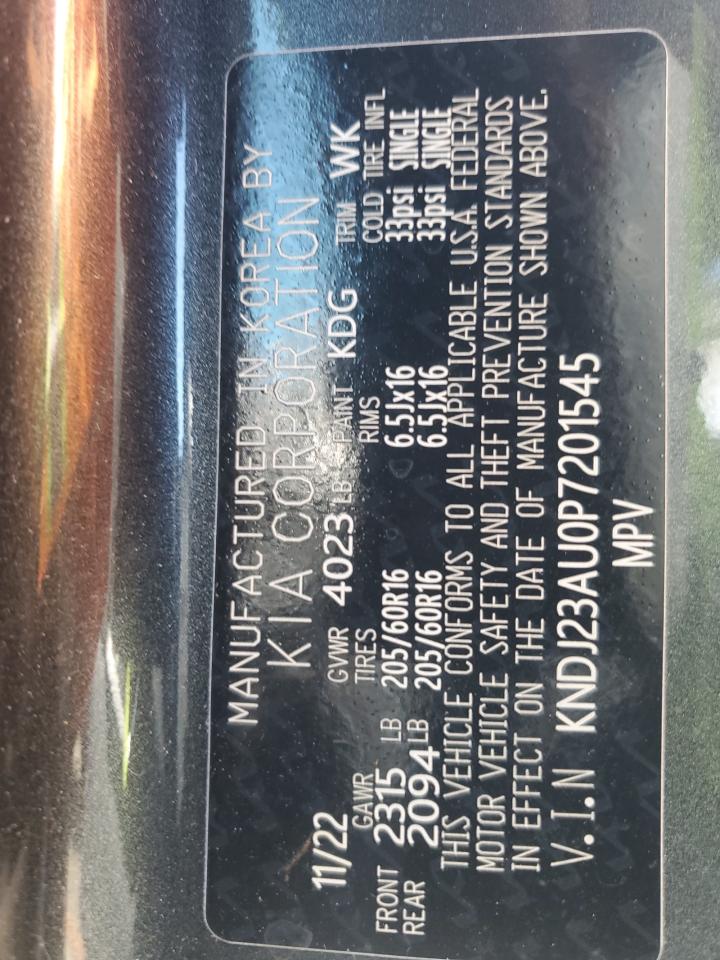 MANUFACTURED IN KOREA BY
KIA CORPORATION
11/22 GVWR 4023 LB PAINT KDG TRIM WK
GAWR TIRES RIMS COLD TIRE INFL
FRONT 2315 LB 205/60R16 6.5Jx16 33psi SINGLE
REAR 2094 LB 205/60R16 6.5Jx16 33psi SINGLE
THIS VEHICLE CONFORMS TO ALL APPLICABLE U.S.A. FEDERAL
MOTOR VEHICLE SAFETY AND THEFT PREVENTION STANDARDS
IN EFFECT ON THE DATE OF MANUFACTURE SHOWN ABOVE.
V.I.N KNDJ23AU0P7201545
MPV